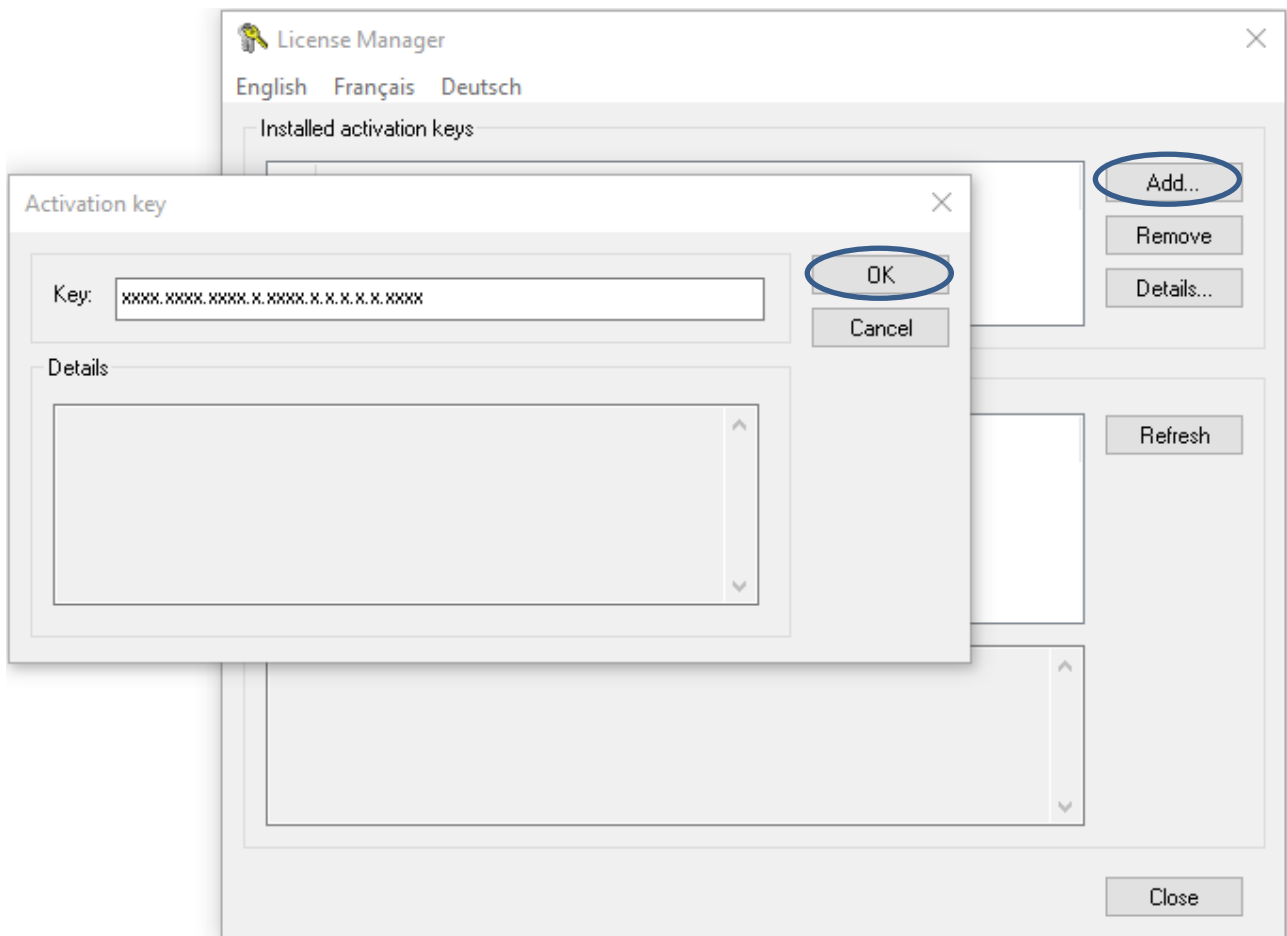 License Manager
English Français Deutsch
Installed activation keys
Add...
Remove
Details...
Activation key
Key: xxxx.xxxx.xxxx.x.xxxx.x.x.x.x.x.xxxx
OK
Cancel
Details
Refresh
Close